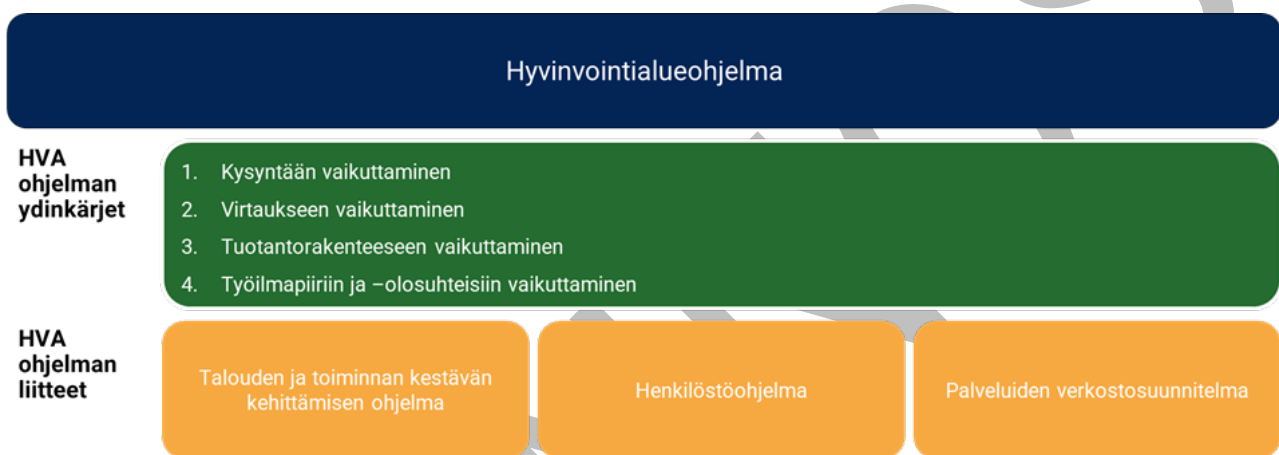 Hyvinvointialueohjelma
HVA
ohjelman
ydinkärjet
1. Kysyntään vaikuttaminen
2. Virtaukseen vaikuttaminen
3. Tuotantorakenteeseen vaikuttaminen
4. Työilmapiiriin ja –olosuhteisiin vaikuttaminen
HVA
ohjelman
liitteet
Talouden ja toiminnan kestävän
kehittämisen ohjelma
Henkilöstöohjelma
Palveluiden verkostosuunnitelma